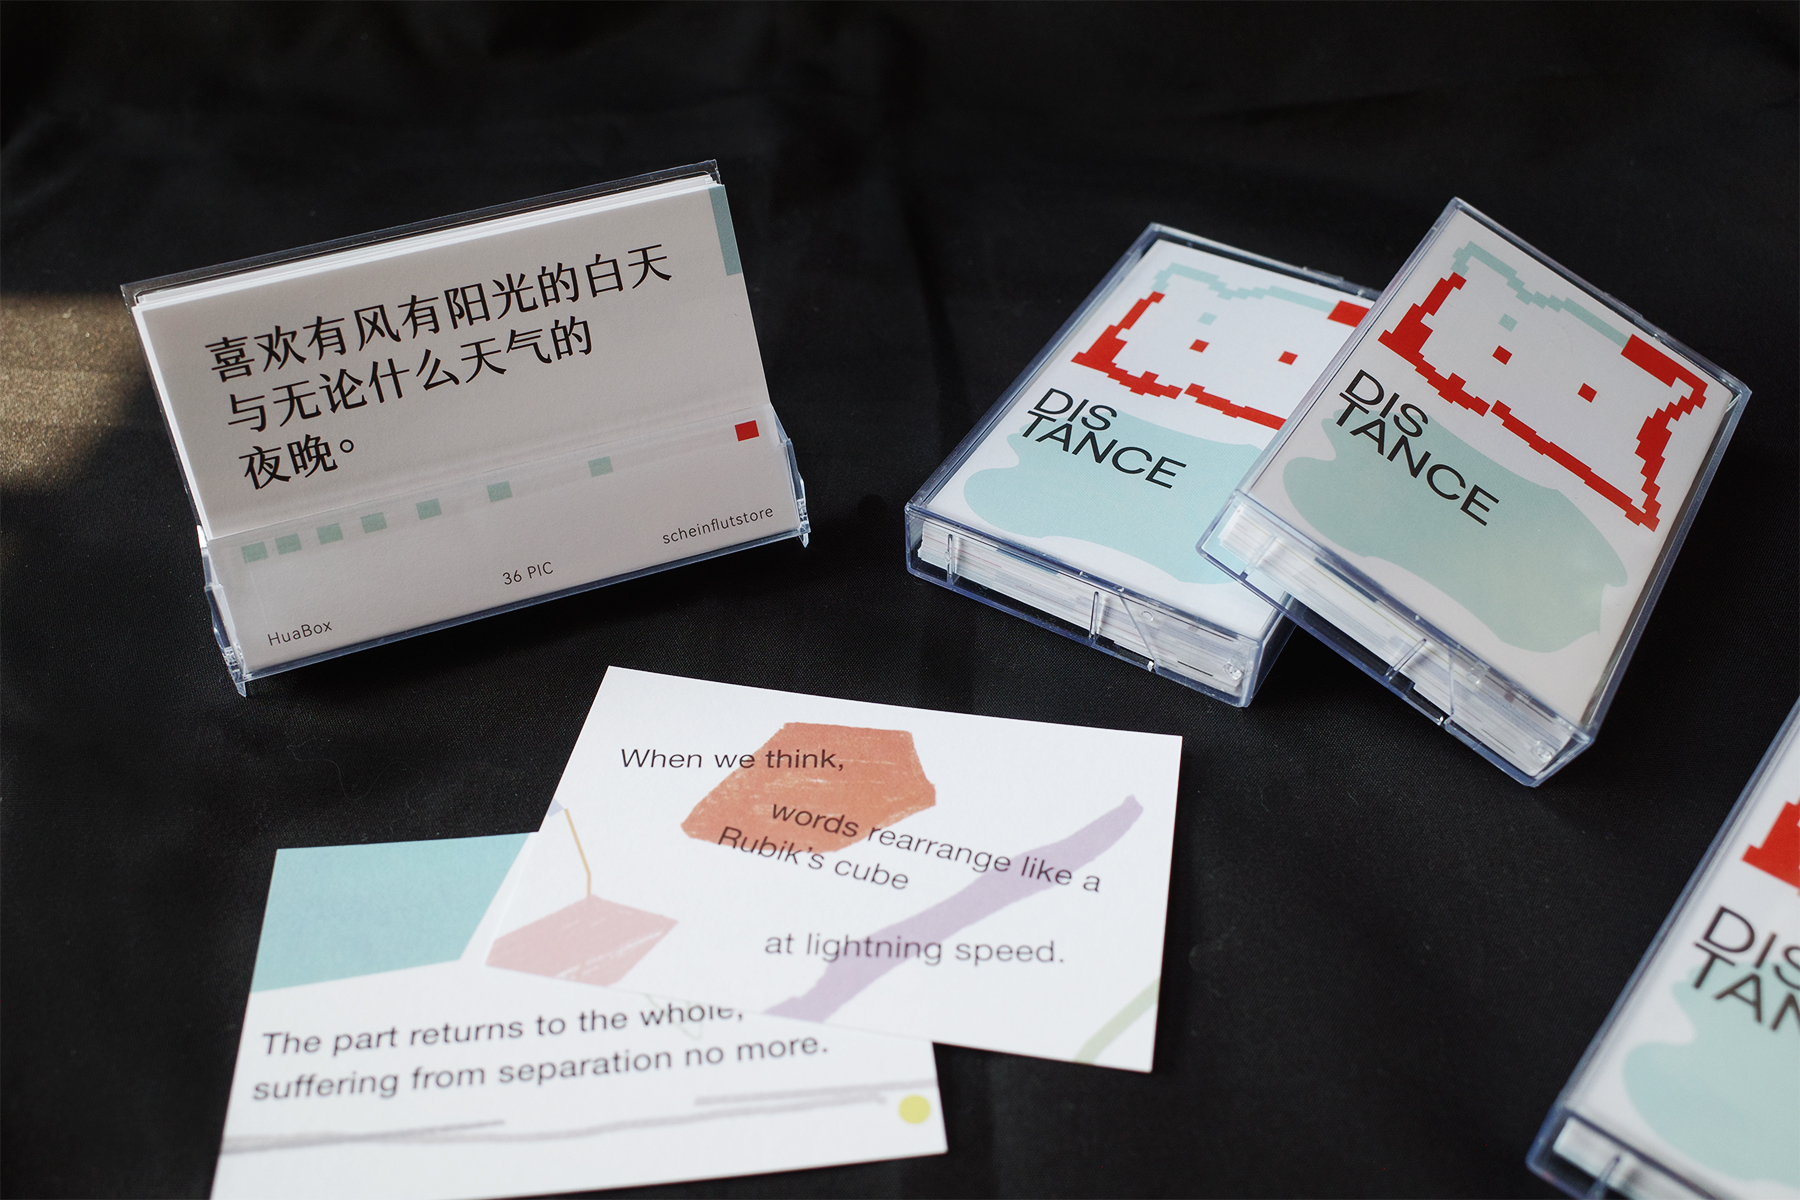 喜欢有风有阳光的白天
与无论什么天气的
夜晚。
HuaBox
36 PIC
scheinflutstore
DIS
TANCE
DIS
TANCE
DIS
TAN
When we think,
words rearrange like a
Rubik's cube
at lightning speed.
The part returns to the whole,
suffering from separation no more.